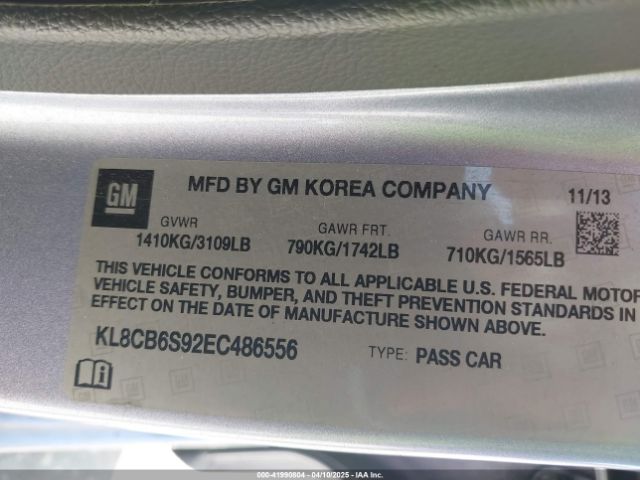 GM
MFD BY GM KOREA COMPANY
11/13
GVWR
GAWR FRT.
GAWR RR.
1410KG/3109LB
790KG/1742LB
710KG/1565LB
THIS VEHICLE CONFORMS TO ALL APPLICABLE U.S. FEDERAL MOTOR
VEHICLE SAFETY, BUMPER, AND THEFT PREVENTION STANDARDS IN
EFFECT ON THE DATE OF MANUFACTURE SHOWN ABOVE.
KL8CB6S92EC486556
TYPE: PASS CAR
000-41990804 - 04/10/2025 - IAA Inc.